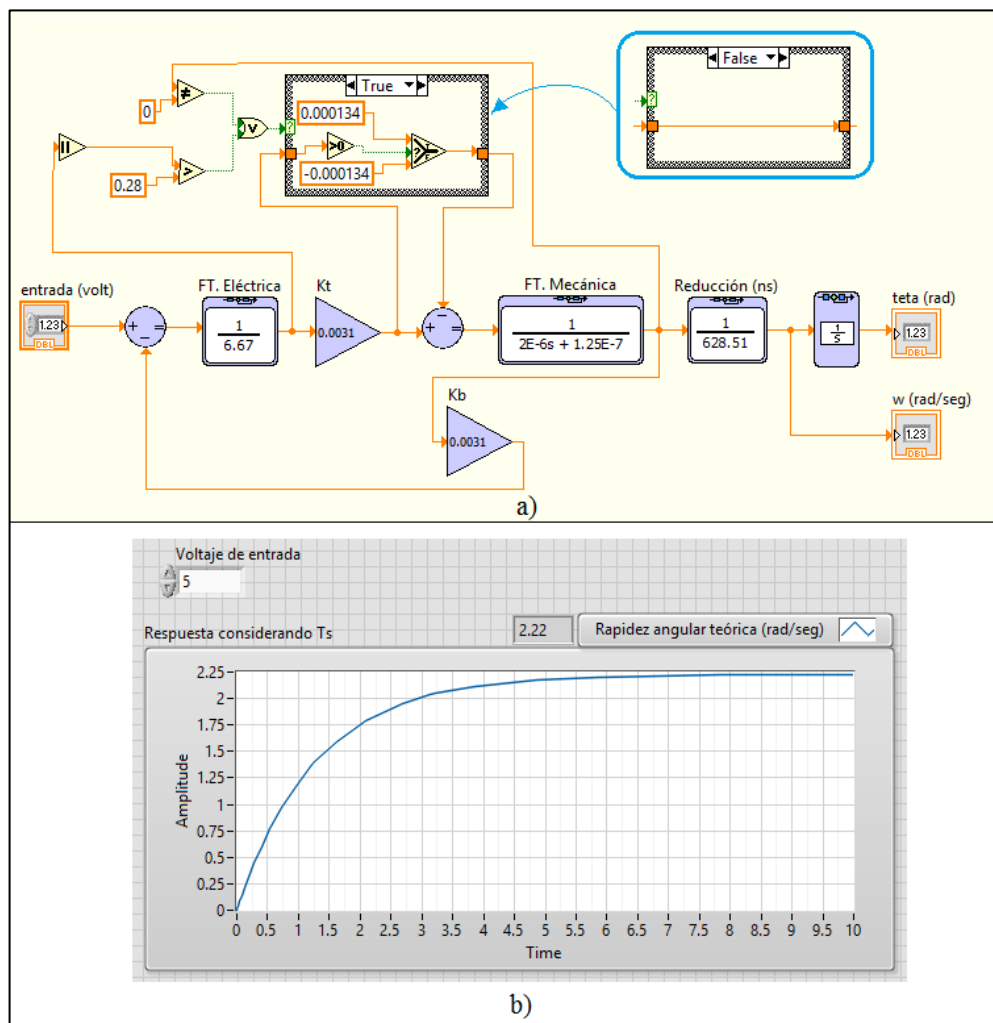 True
False
0
≠
V
?
0.000134
>0
?
T
F
-0.000134
?
||
>
0.28
entrada (volt)
1.23
DBL
+
−
=
FT. Eléctrica
1
6.67
Kt
0.0031
+
−
=
FT. Mecánica
1
2E-6s + 1.25E-7
Reducción (ns)
1
628.51
1
S
teta (rad)
1.23
DBL
Kb
0.0031
w (rad/seg)
1.23
DBL
a)
Voltaje de entrada
5
Respuesta considerando Ts
2.22
Rapidez angular teórica (rad/seg)
Amplitude
2.25
2
1.75
1.5
1.25
1
0.75
0.5
0.25
0
0 0.5 1 1.5 2 2.5 3 3.5 4 4.5 5 5.5 6 6.5 7 7.5 8 8.5 9 9.5 10
Time
b)